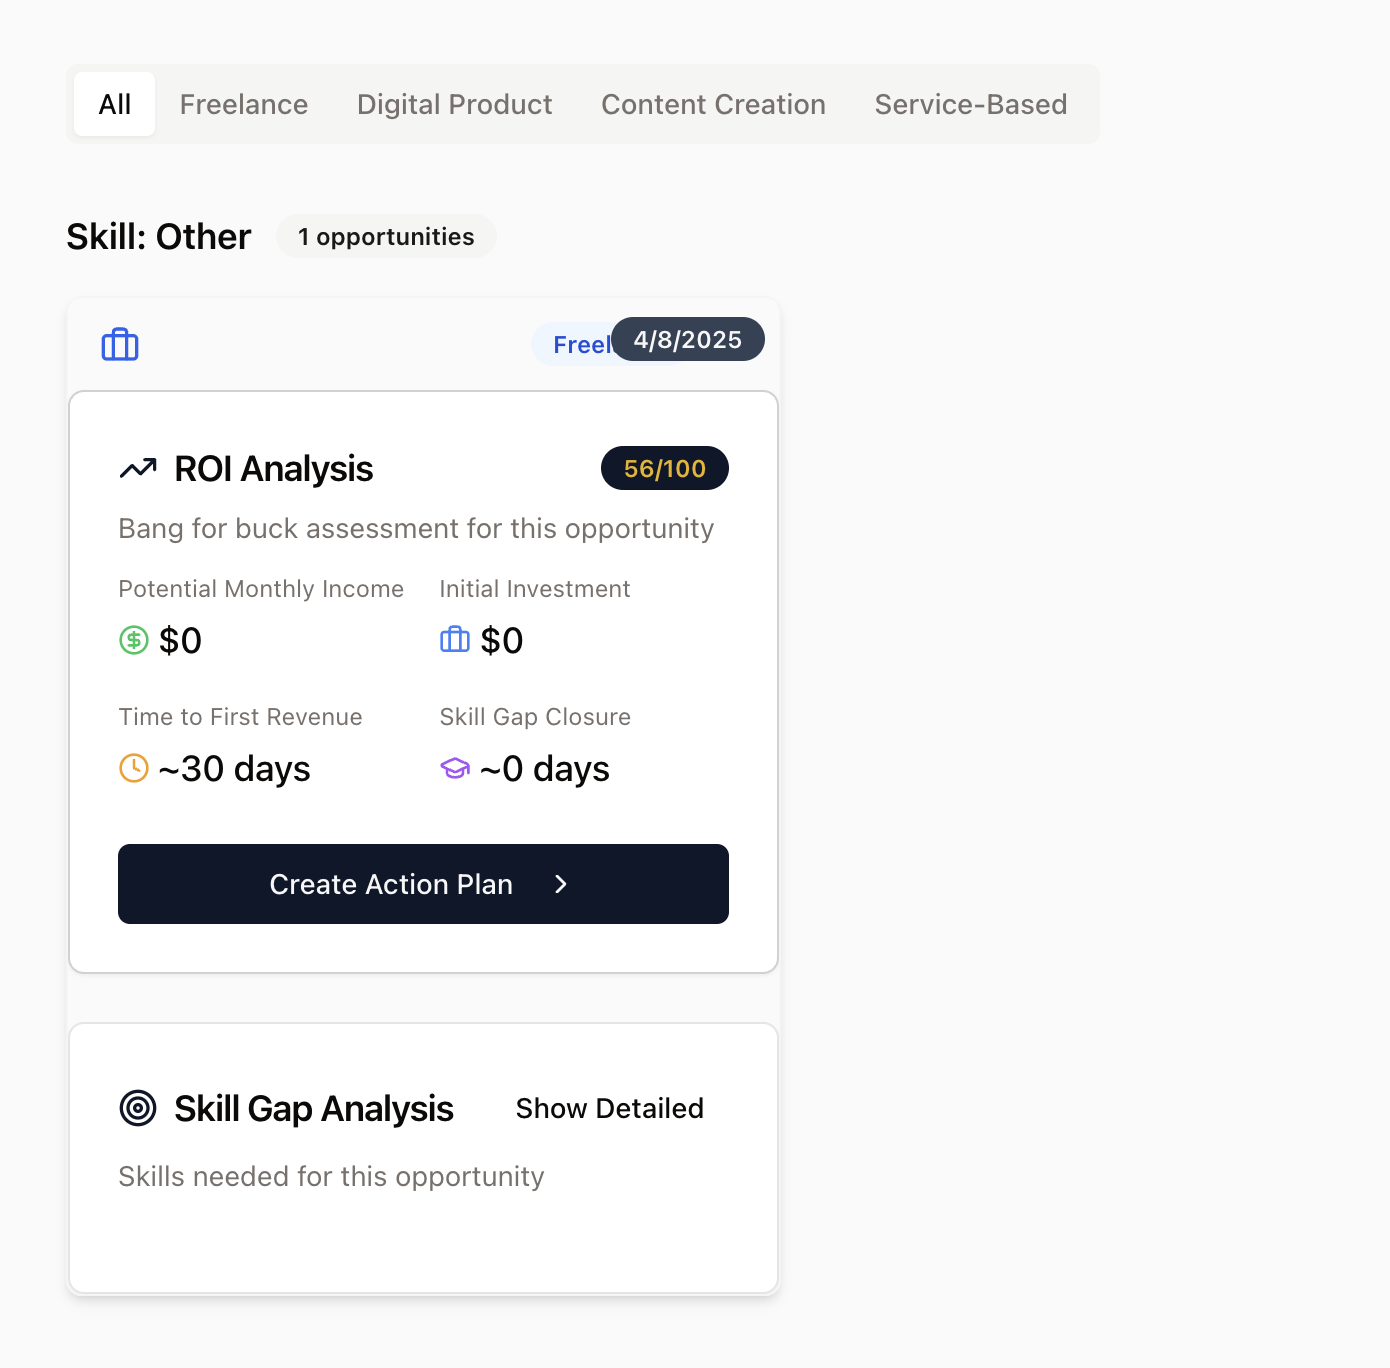 All Freelance Digital Product Content Creation Service-Based
Skill: Other 1 opportunities
Freel 4/8/2025
ROI Analysis 56/100
Bang for buck assessment for this opportunity
Potential Monthly Income Initial Investment
$0 $0
Time to First Revenue Skill Gap Closure
~30 days ~0 days
Create Action Plan
Skill Gap Analysis Show Detailed
Skills needed for this opportunity